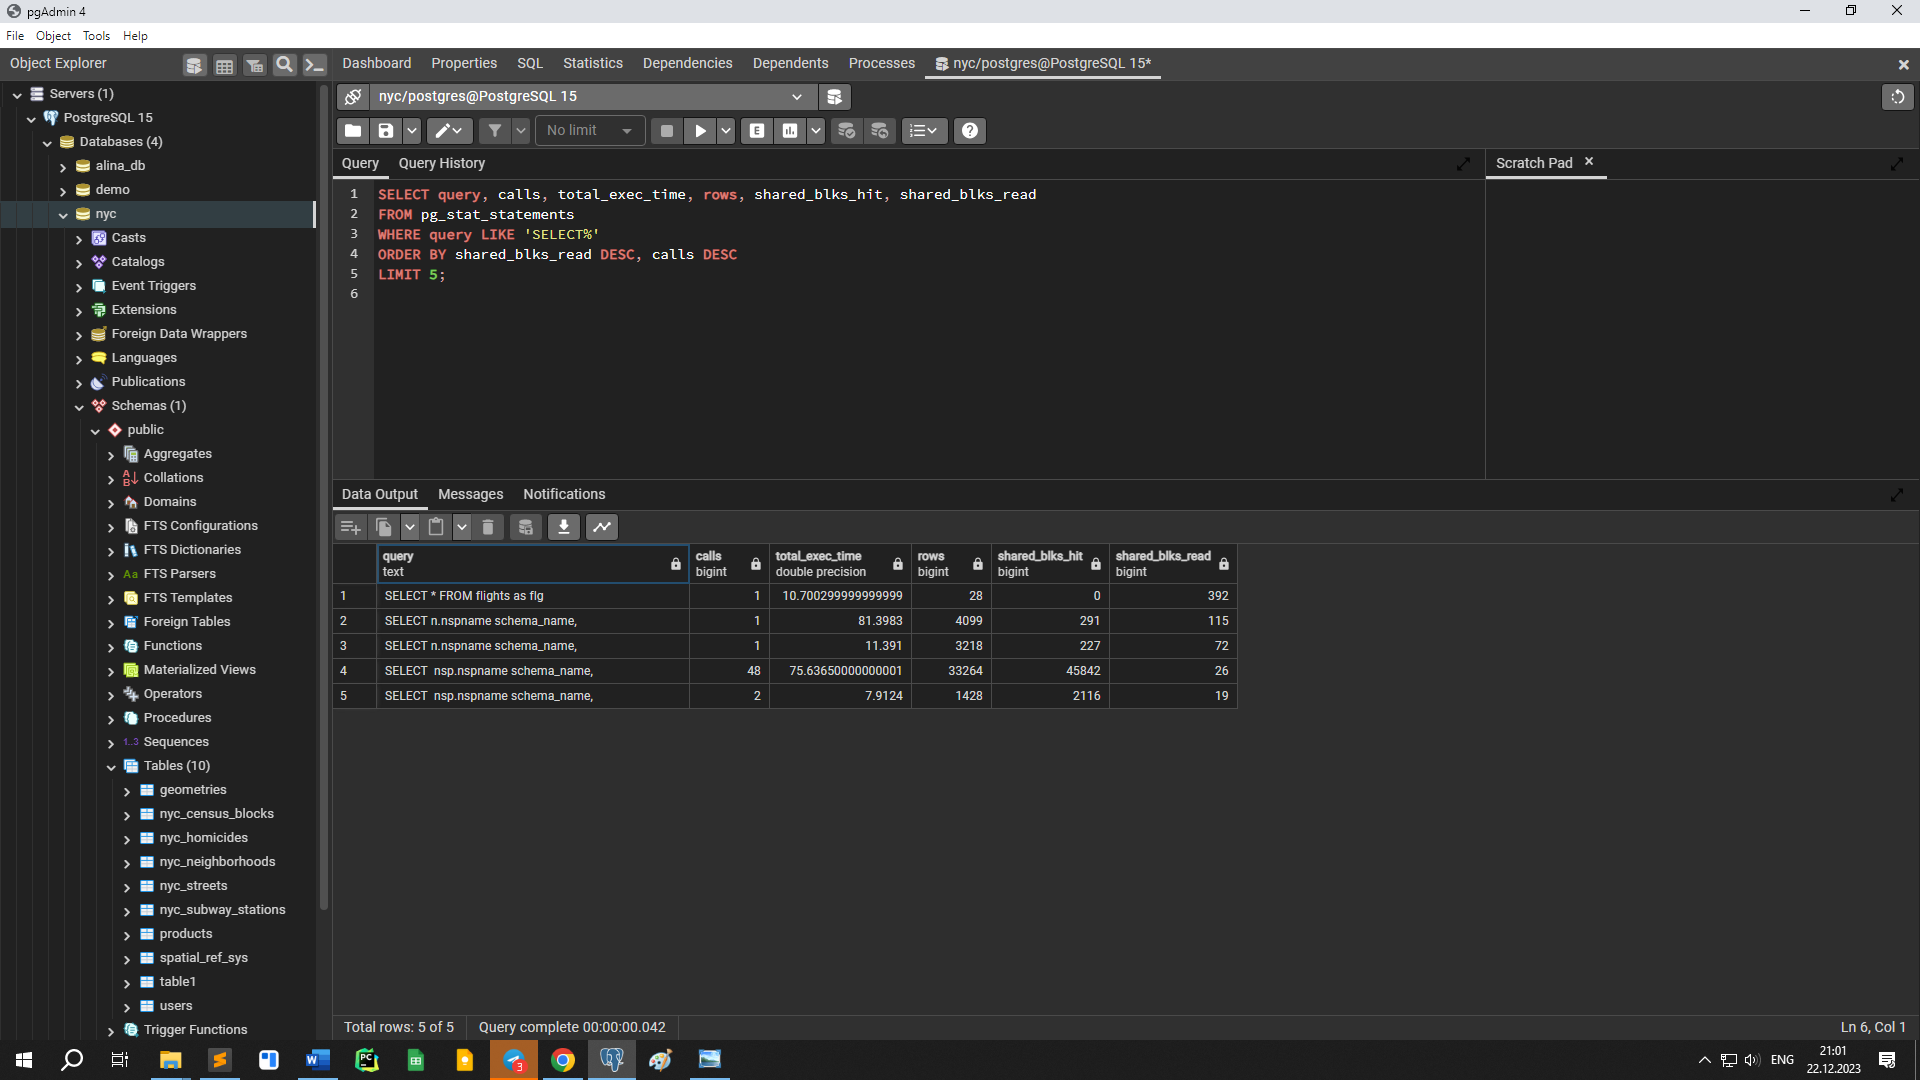 pgAdmin 4
File Object Tools Help
Object Explorer
Dashboard Properties SQL Statistics Dependencies Dependents Processes nyc/postgres@PostgreSQL 15*
Servers (1)
PostgreSQL 15
Databases (4)
alina_db
demo
nyc
Casts
Catalogs
Event Triggers
Extensions
Foreign Data Wrappers
Languages
Publications
Schemas (1)
public
Aggregates
Collations
Domains
FTS Configurations
FTS Dictionaries
Aa FTS Parsers
FTS Templates
Foreign Tables
Functions
Materialized Views
Operators
Procedures
1..3 Sequences
Tables (10)
geometries
nyc_census_blocks
nyc_homicides
nyc_neighborhoods
nyc_streets
nyc_subway_stations
products
spatial_ref_sys
table1
users
Trigger Functions
nyc/postgres@PostgreSQL 15
No limit E
Query Query History
Scratch Pad
1 SELECT query, calls, total_exec_time, rows, shared_blks_hit, shared_blks_read
2 FROM pg_stat_statements
3 WHERE query LIKE 'SELECT%'
4 ORDER BY shared_blks_read DESC, calls DESC
5 LIMIT 5;
6
Data Output Messages Notifications
query calls total_exec_time rows shared_blks_hit shared_blks_read
text bigint double precision bigint bigint bigint
1 SELECT * FROM flights as flg 1 10.700299999999999 28 0 392
2 SELECT n.nspname schema_name, 1 81.3983 4099 291 115
3 SELECT n.nspname schema_name, 1 11.391 3218 227 72
4 SELECT nsp.nspname schema_name, 48 75.63650000000001 33264 45842 26
5 SELECT nsp.nspname schema_name, 2 7.9124 1428 2116 19
Total rows: 5 of 5 Query complete 00:00:00.042 Ln 6, Col 1
W PC 3 ENG
21:01
22.12.2023